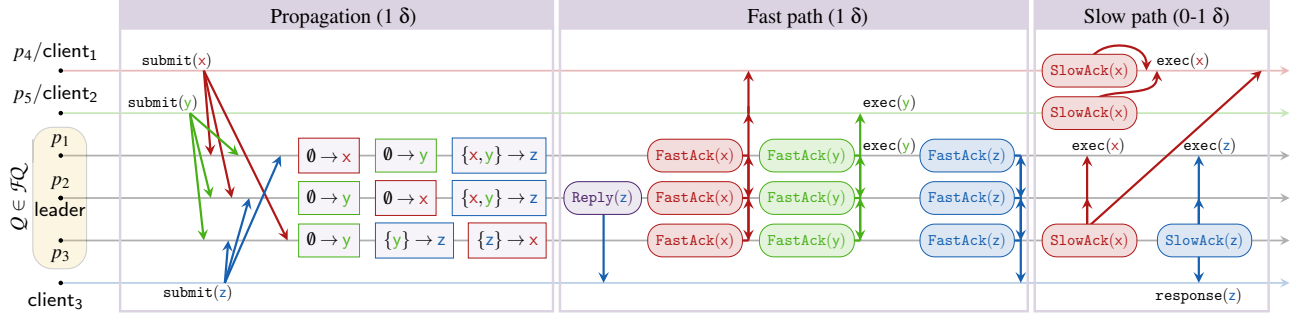 Propagation (1 δ) Fast path (1 δ) Slow path (0-1 δ)
p₄/client₁ submit(x) SlowAck(x) exec(x)
p₅/client₂ submit(y) exec(y) SlowAck(x)
p₁ ∅→x ∅→y {x,y}→z FastAck(x) FastAck(y) exec(y) FastAck(z) exec(x) exec(z)
Q ∈ ℱ𝒬
p₂ ∅→y ∅→x {x,y}→z Reply(z) FastAck(x) FastAck(y) FastAck(z)
leader
p₃ ∅→y {y}→z {z}→x FastAck(x) FastAck(y) FastAck(z) SlowAck(x) SlowAck(z)
client₃ submit(z) response(z)